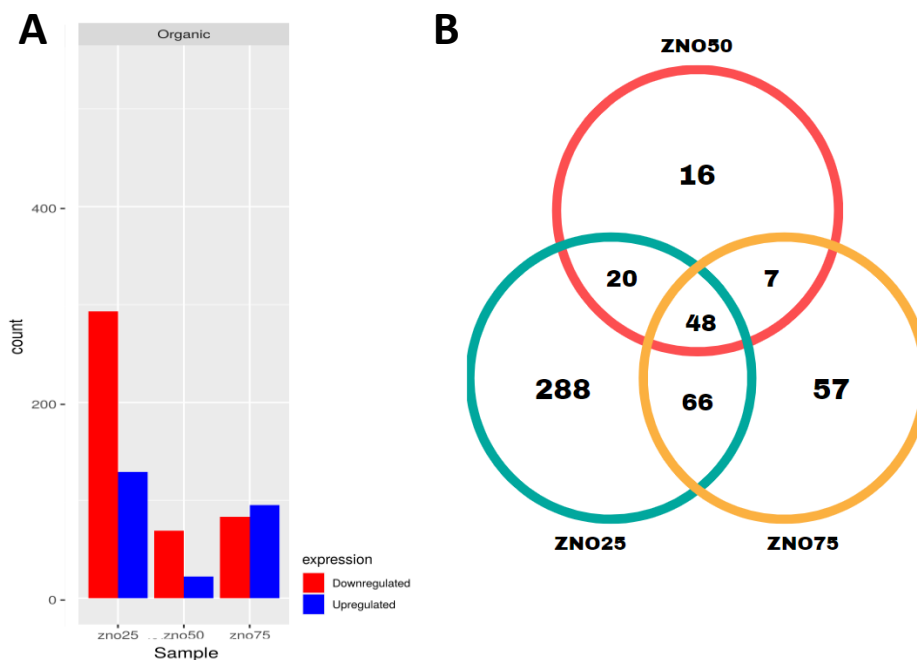 A
Organic
400
200
0
count
zno25
zno50
zno75
Sample
expression
Downregulated
Upregulated
B
ZNO50
16
20
7
48
288
66
57
ZNO25
ZNO75